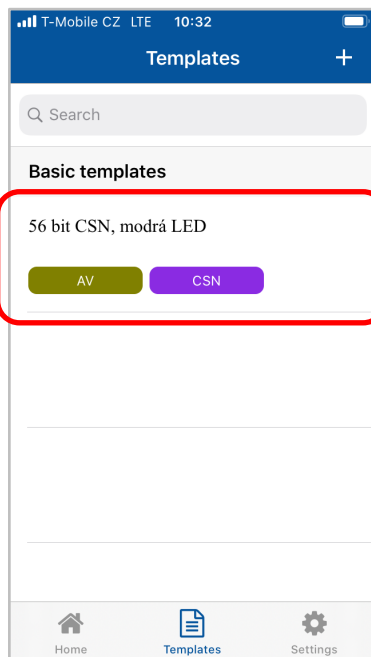 T-Mobile CZ LTE 10:32
Templates +
Search
Basic templates
56 bit CSN, modrá LED
AV CSN
Home Templates Settings